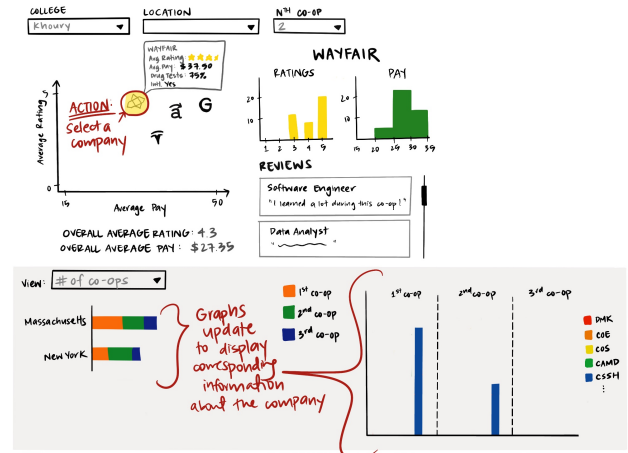 COLLEGE
LOCATION
NTH CO-OP
Khoury
2
WAYFAIR
Avg Rating:
Avg. Pay: $37.50
Drug Tests: 75%
Intl: Yes
WAYFAIR
RATINGS
PAY
20
10
1 2 3 4 5
20
10
15 20 25 30 35
ACTION:
select a
company
5
Average Rating
0
15
50
Average Pay
a
G
OVERALL AVERAGE RATING: 4.3
OVERALL AVERAGE PAY: $27.35
REVIEWS
Software Engineer
"I learned a lot during this co-op!"
Data Analyst
View:
# of co-ops
Massachusetts
New York
1st co-op
2nd co-op
3rd co-op
Graphs
update
to display
corresponding
information
about the company
1st co-op
2nd co-op
3rd co-op
DMK
COE
COS
CAMD
CSSH